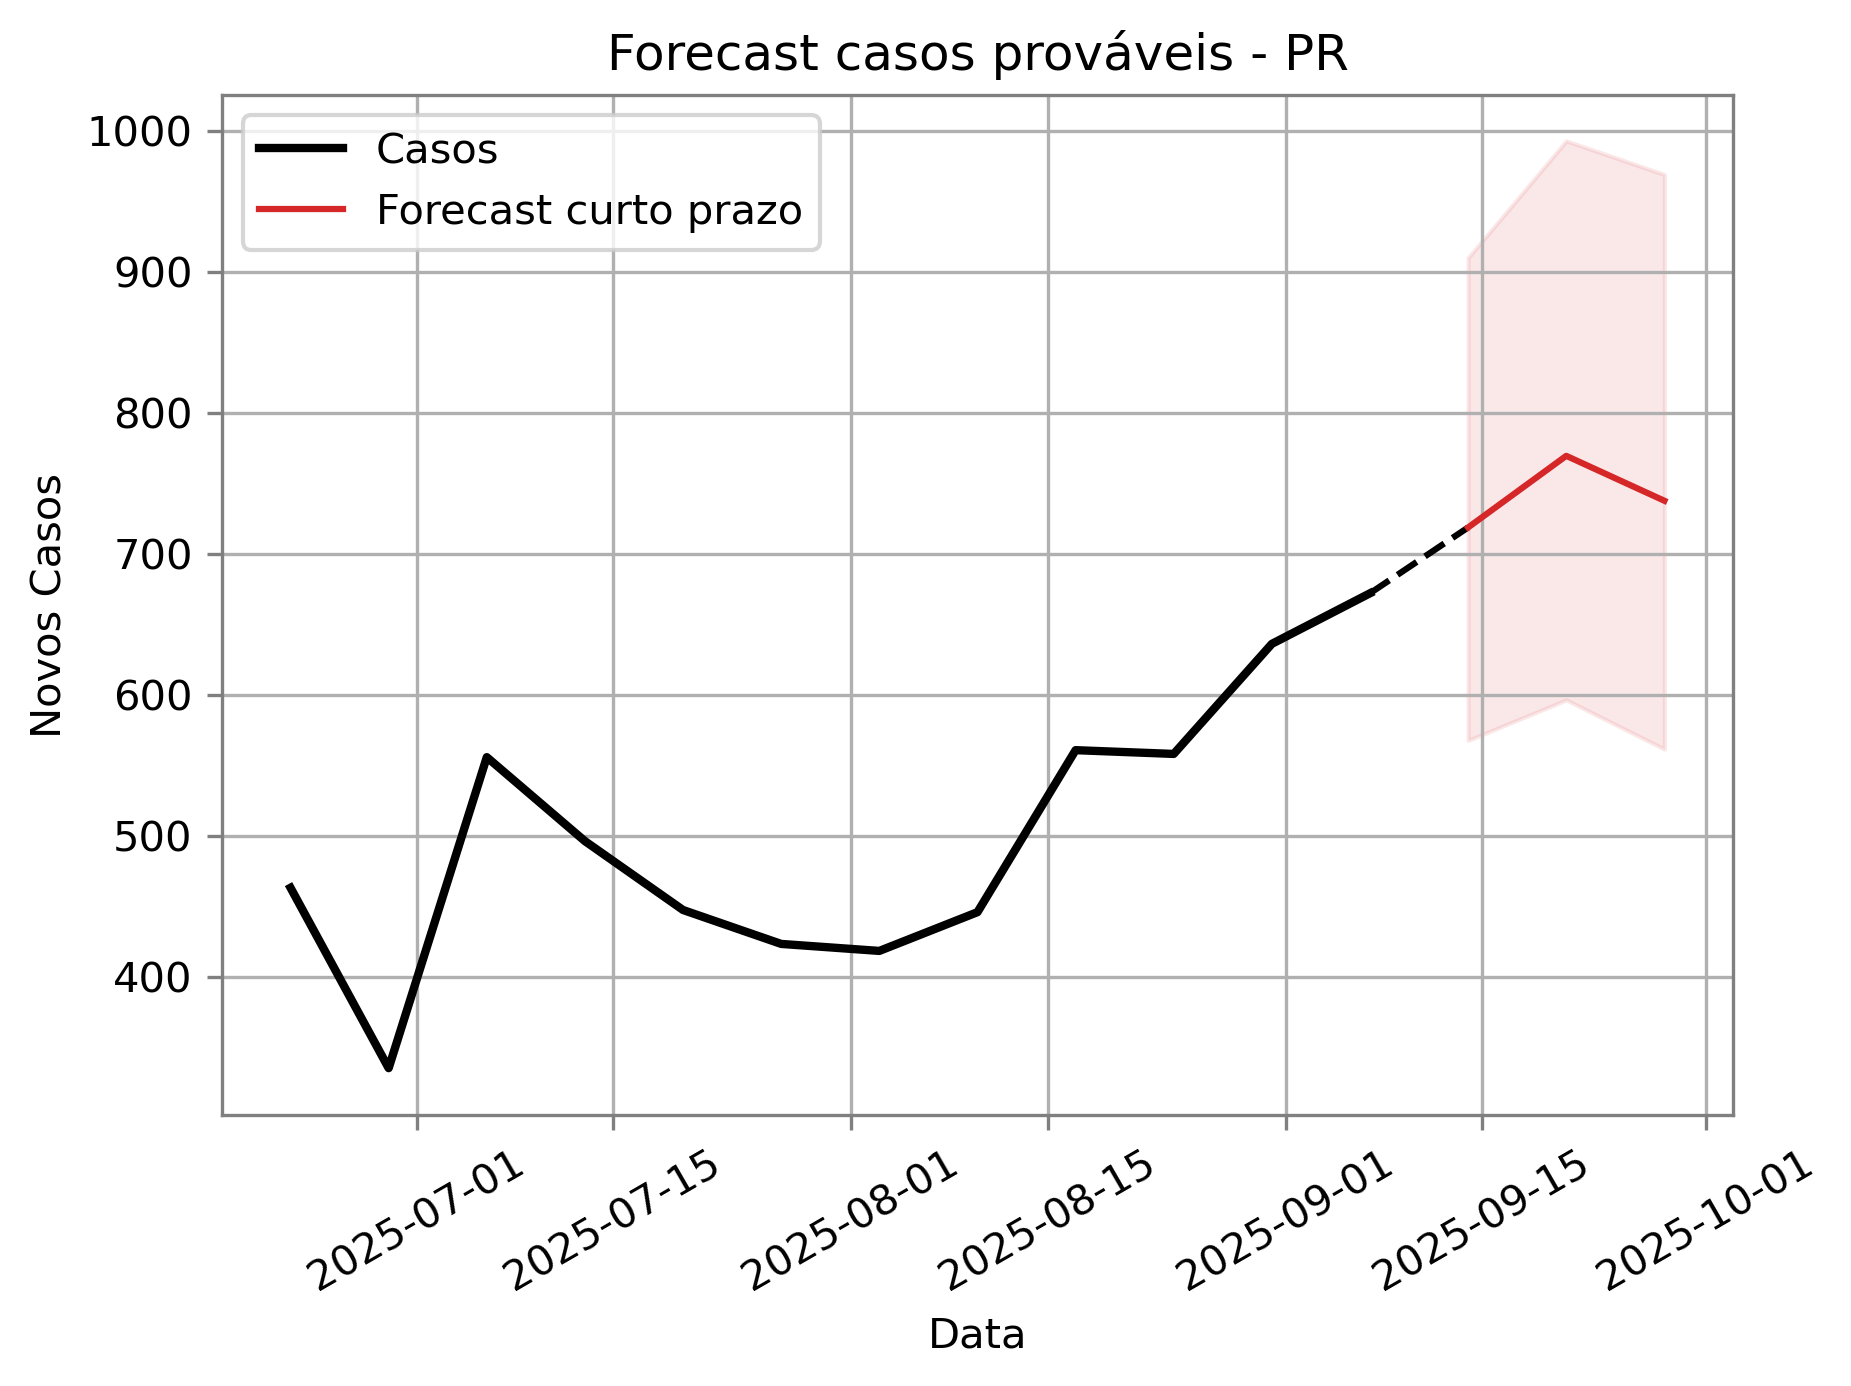 Forecast casos prováveis - PR
Casos
Forecast curto prazo
1000
900
800
700
600
500
400
Novos Casos
2025-07-01
2025-07-15
2025-08-01
2025-08-15
2025-09-01
2025-09-15
2025-10-01
Data